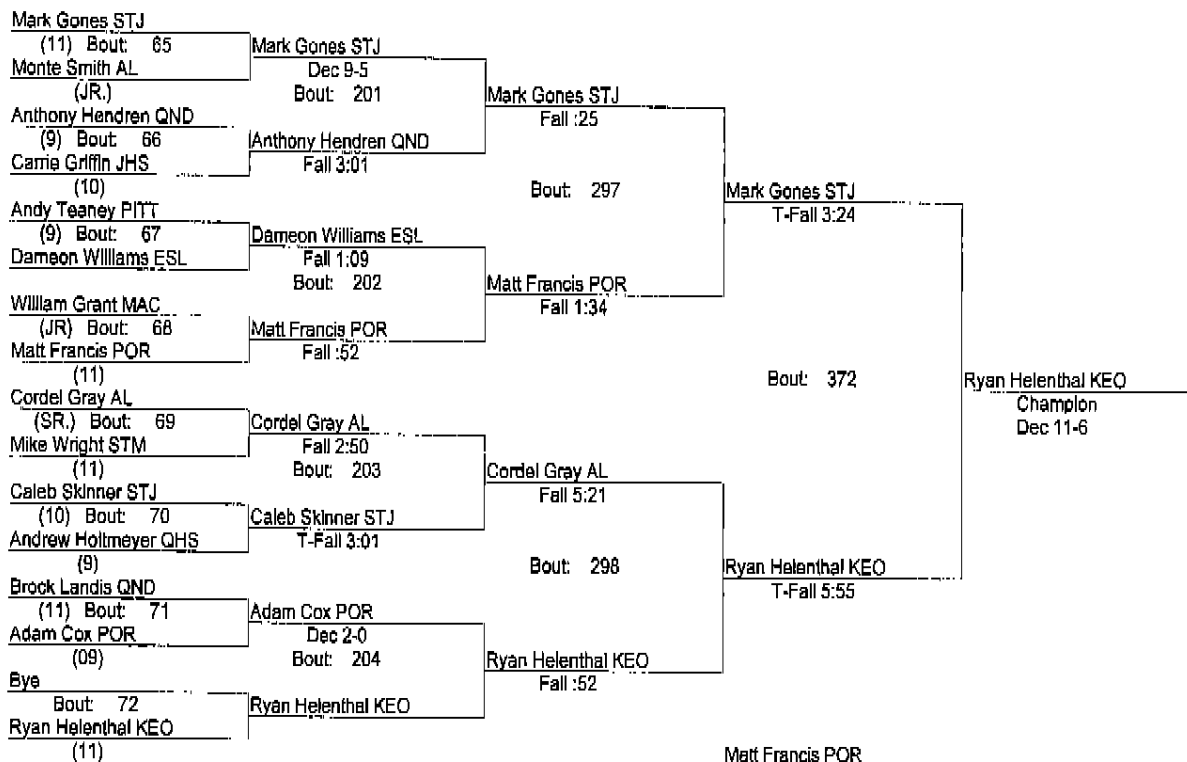 Mark Gones STJ
(11) Bout: 65
Monte Smith AL
(JR.)
Anthony Hendren QND
(9) Bout: 66
Carrie Griffin JHS
(10)
Andy Teaney PITT
(9) Bout: 67
Dameon Williams ESL
William Grant MAC
(JR) Bout: 68
Matt Francis POR
(11)
Cordel Gray AL
(SR.) Bout: 69
Mike Wright STM
(11)
Caleb Skinner STJ
(10) Bout: 70
Andrew Holtmeyer QHS
(9)
Brock Landis QND
(11) Bout: 71
Adam Cox POR
(09)
Bye
Bout: 72
Ryan Helenthal KEO
(11)
Mark Gones STJ
Dec 9-5
Bout: 201
Anthony Hendren QND
Fall 3:01
Dameon Williams ESL
Fall 1:09
Bout: 202
Matt Francis POR
Fall :52
Cordel Gray AL
Fall 2:50
Bout: 203
Caleb Skinner STJ
T-Fall 3:01
Adam Cox POR
Dec 2-0
Bout: 204
Ryan Helenthal KEO
Mark Gones STJ
Fall :25
Bout: 297
Matt Francis POR
Fall 1:34
Cordel Gray AL
Fall 5:21
Bout: 298
Ryan Helenthal KEO
Fall :52
Mark Gones STJ
T-Fall 3:24
Bout: 372
Ryan Helenthal KEO
T-Fall 5:55
Ryan Helenthal KEO
Champion
Dec 11-6
Matt Francis POR